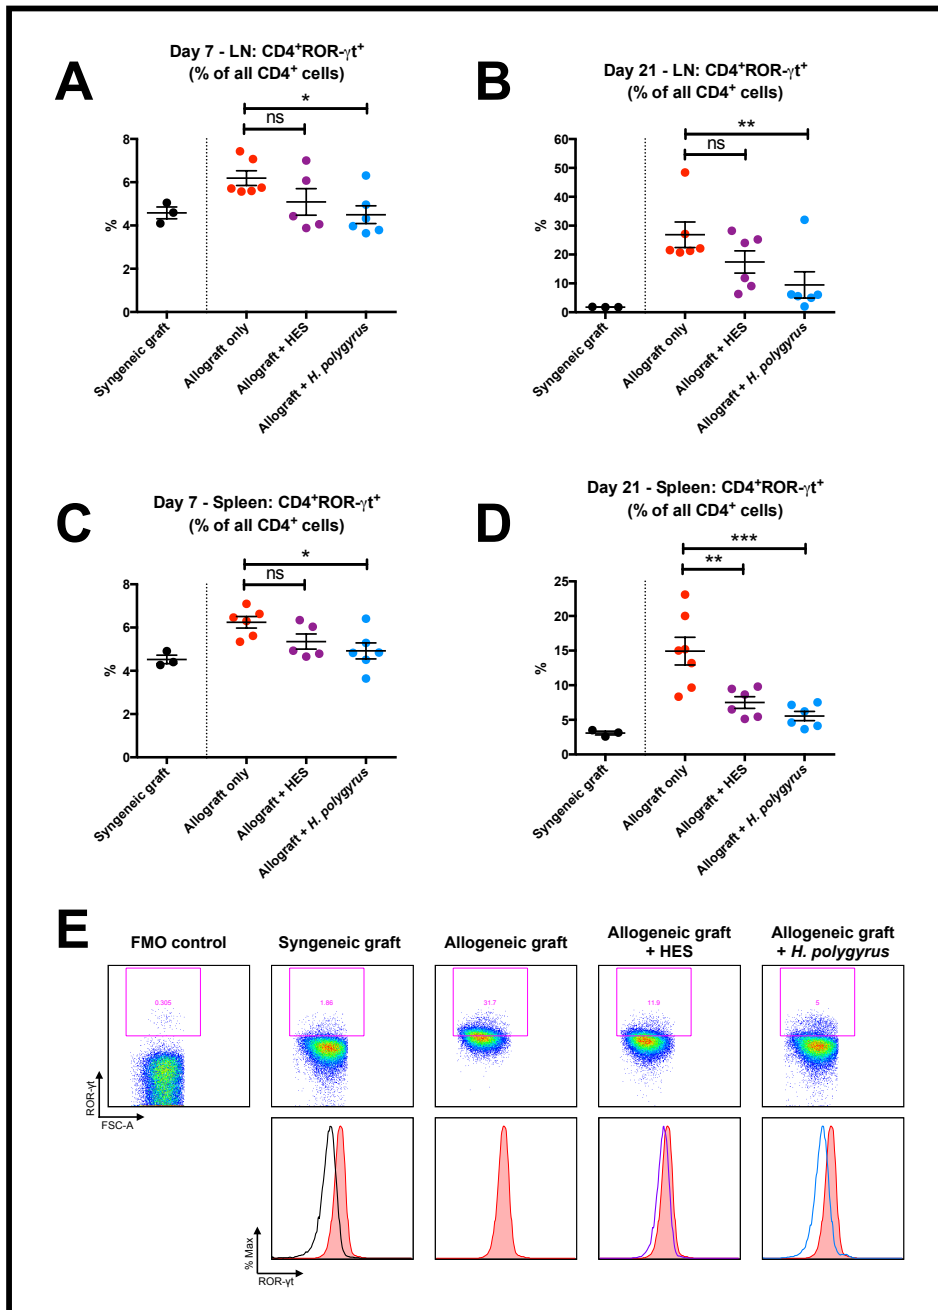 A
Day 7 - LN: CD4+ROR-γt+
(% of all CD4+ cells)
*
ns
8
6
4
2
0
%
Syngeneic graft
Allograft only
Allograft + HES
Allograft + H. polygyrus
B
Day 21 - LN: CD4+ROR-γt+
(% of all CD4+ cells)
**
ns
60
50
40
30
20
10
0
%
Syngeneic graft
Allograft only
Allograft + HES
Allograft + H. polygyrus
C
Day 7 - Spleen: CD4+ROR-γt+
(% of all CD4+ cells)
*
ns
8
6
4
2
0
%
Syngeneic graft
Allograft only
Allograft + HES
Allograft + H. polygyrus
D
Day 21 - Spleen: CD4+ROR-γt+
(% of all CD4+ cells)
***
**
25
20
15
10
5
0
%
Syngeneic graft
Allograft only
Allograft + HES
Allograft + H. polygyrus
E
FMO control
Syngeneic graft
Allogeneic graft
Allogeneic graft
+ HES
Allogeneic graft
+ H. polygyrus
0.305
1.86
31.7
11.9
5
ROR-γt
FSC-A
% Max
ROR-γt